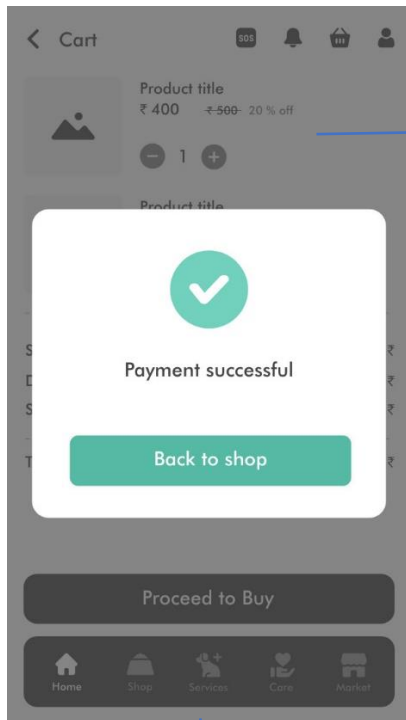 Cart
SOS
Product title
₹ 400 ₹ 500 20 % off
1
Product title
S ₹
D ₹
S ₹
Payment successful
T ₹
Back to shop
Proceed to Buy
Home Shop Services Care Market